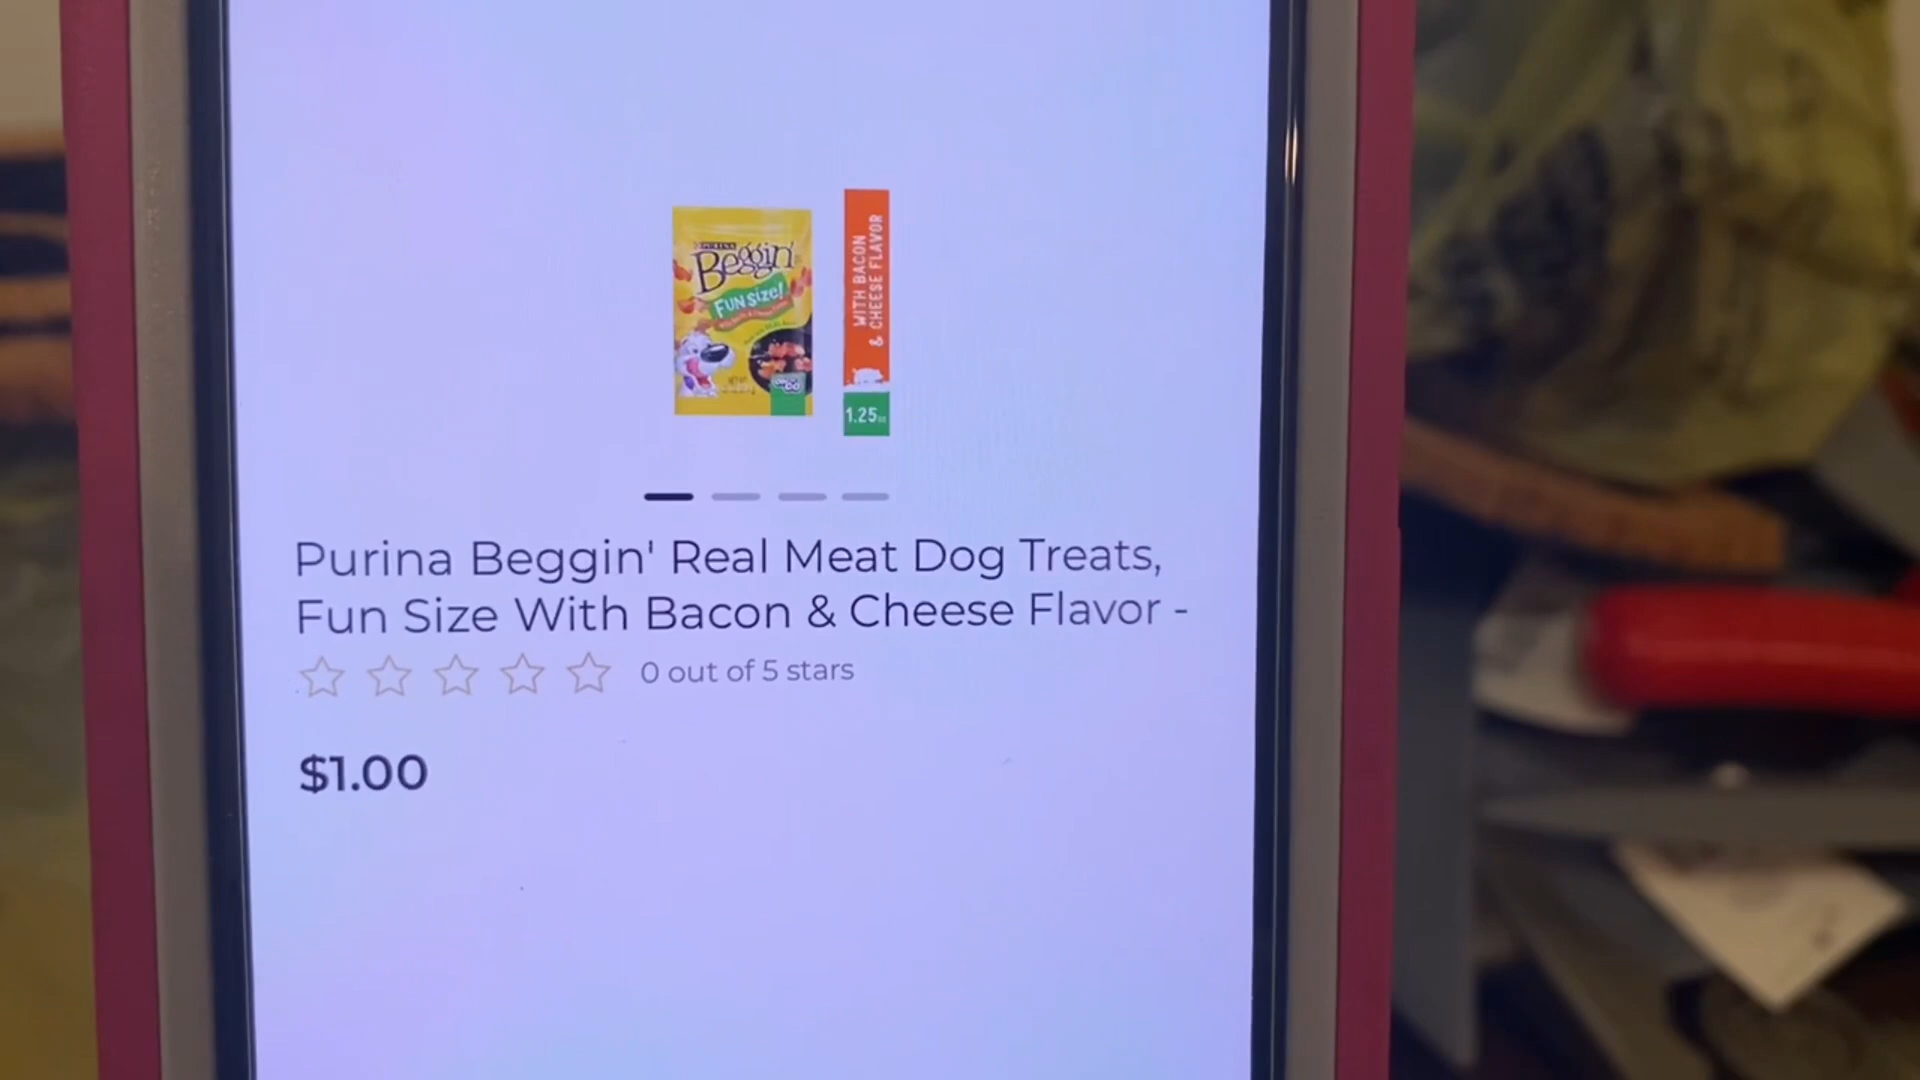 PURINA
Beggin'
FUN SIZE!
WITH BACON
& CHEESE FLAVOR
1.25oz
Purina Beggin' Real Meat Dog Treats,
Fun Size With Bacon & Cheese Flavor -
0 out of 5 stars
$1.00